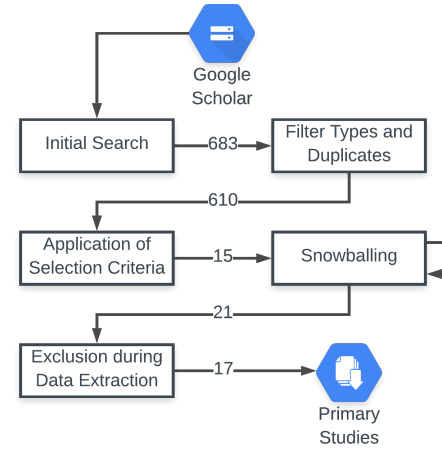 Google
Scholar
Initial Search
683
Filter Types and
Duplicates
610
Application of
Selection Criteria
15
Snowballing
21
Exclusion during
Data Extraction
17
Primary
Studies